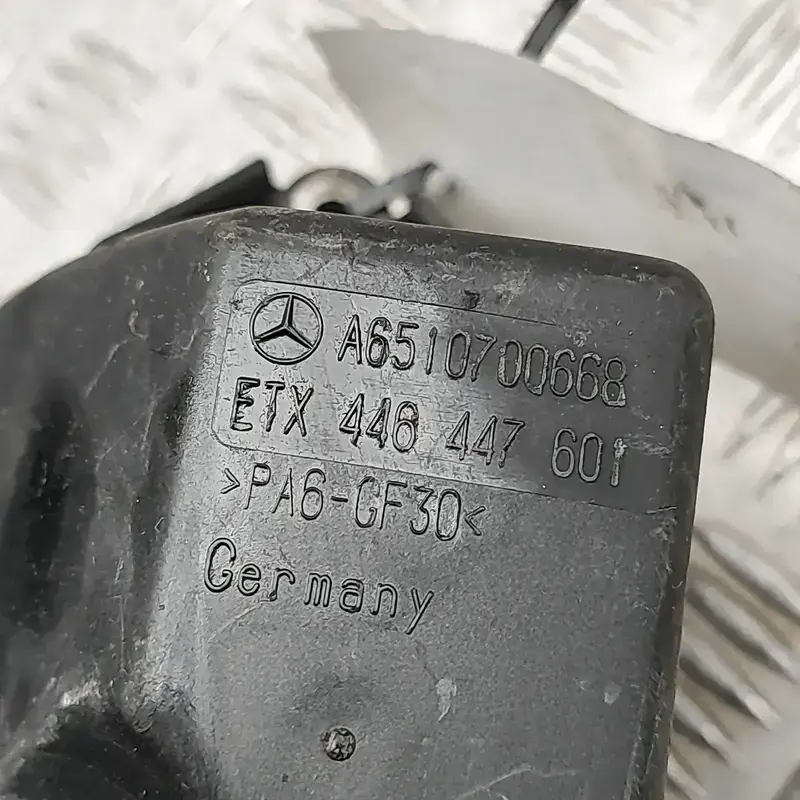 A6510700668
ETX 446 447 601
>PA6-GF30<
Germany